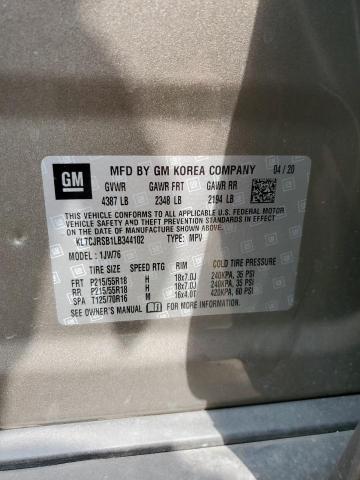 GM
MFD BY GM KOREA COMPANY 04/20
GVWR GAWR FRT GAWR RR
4387 LB 2348 LB 2194 LB
THIS VEHICLE CONFORMS TO ALL APPLICABLE U.S. FEDERAL MOTOR
VEHICLE SAFETY AND THEFT PREVENTION STANDARDS IN EFFECT ON
THE DATE OF MANUFACTURE SHOWN ABOVE.
KL7CJRSB1LB344102 TYPE: MPV
MODEL: 1JW76
TIRE SIZE SPEED RTG RIM COLD TIRE PRESSURE
FRT P215/55R18 H 18x7.0J 240KPA, 35 PSI
RR P215/55R18 H 18x7.0J 240KPA, 35 PSI
SPA T125/70R16 M 16x4.0T 420KPA, 60 PSI
SEE OWNER'S MANUAL FOR MORE INFORMATION.